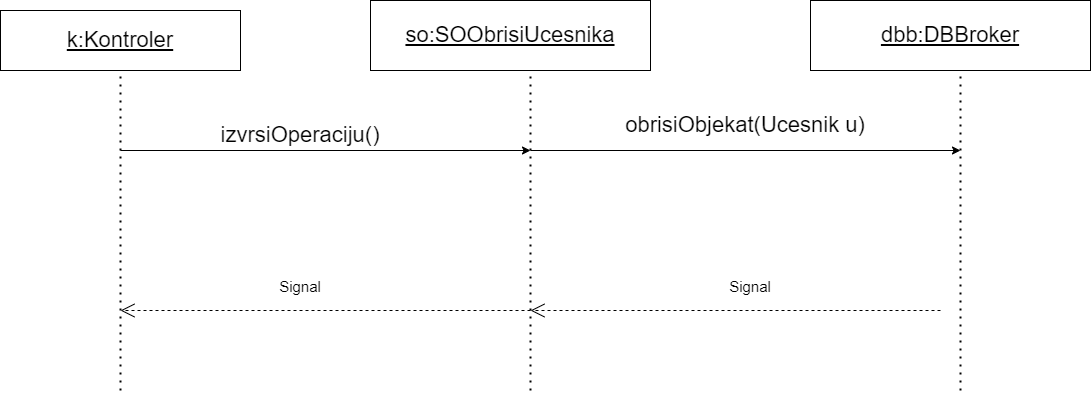 k:Kontroler
so:SOObrisiUcesnika
dbb:DBBroker
izvrsiOperaciju()
obrisiObjekat(Ucesnik u)
Signal
Signal